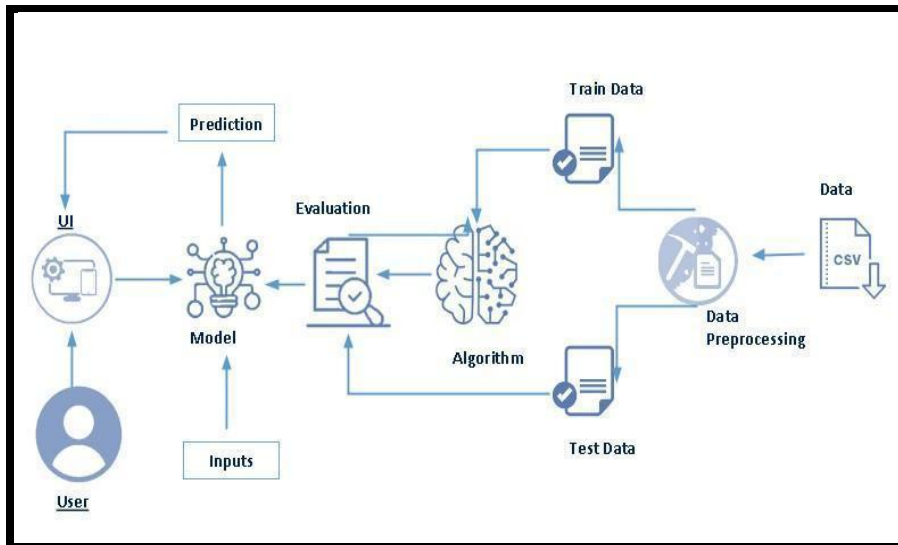 Train Data
Prediction
Data
Evaluation
UI
CSV
Data
Preprocessing
Model
Algorithm
Test Data
Inputs
User